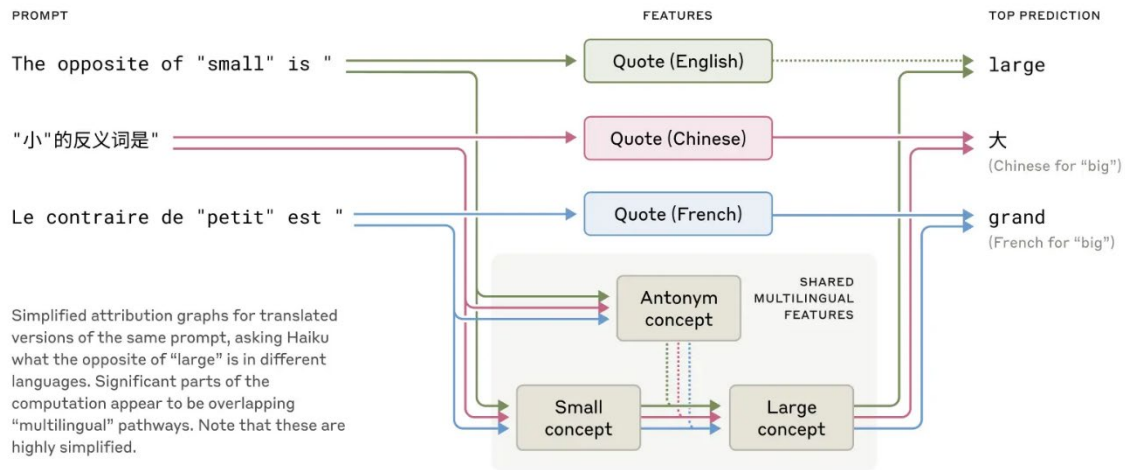 PROMPT
FEATURES
TOP PREDICTION
The opposite of "small" is "
Quote (English)
large
"小"的反义词是"
Quote (Chinese)
大
(Chinese for “big”)
Le contraire de "petit" est "
Quote (French)
grand
(French for “big”)
SHARED
MULTILINGUAL
FEATURES
Antonym
concept
Small
concept
Large
concept
Simplified attribution graphs for translated
versions of the same prompt, asking Haiku
what the opposite of “large” is in different
languages. Significant parts of the
computation appear to be overlapping
“multilingual” pathways. Note that these are
highly simplified.